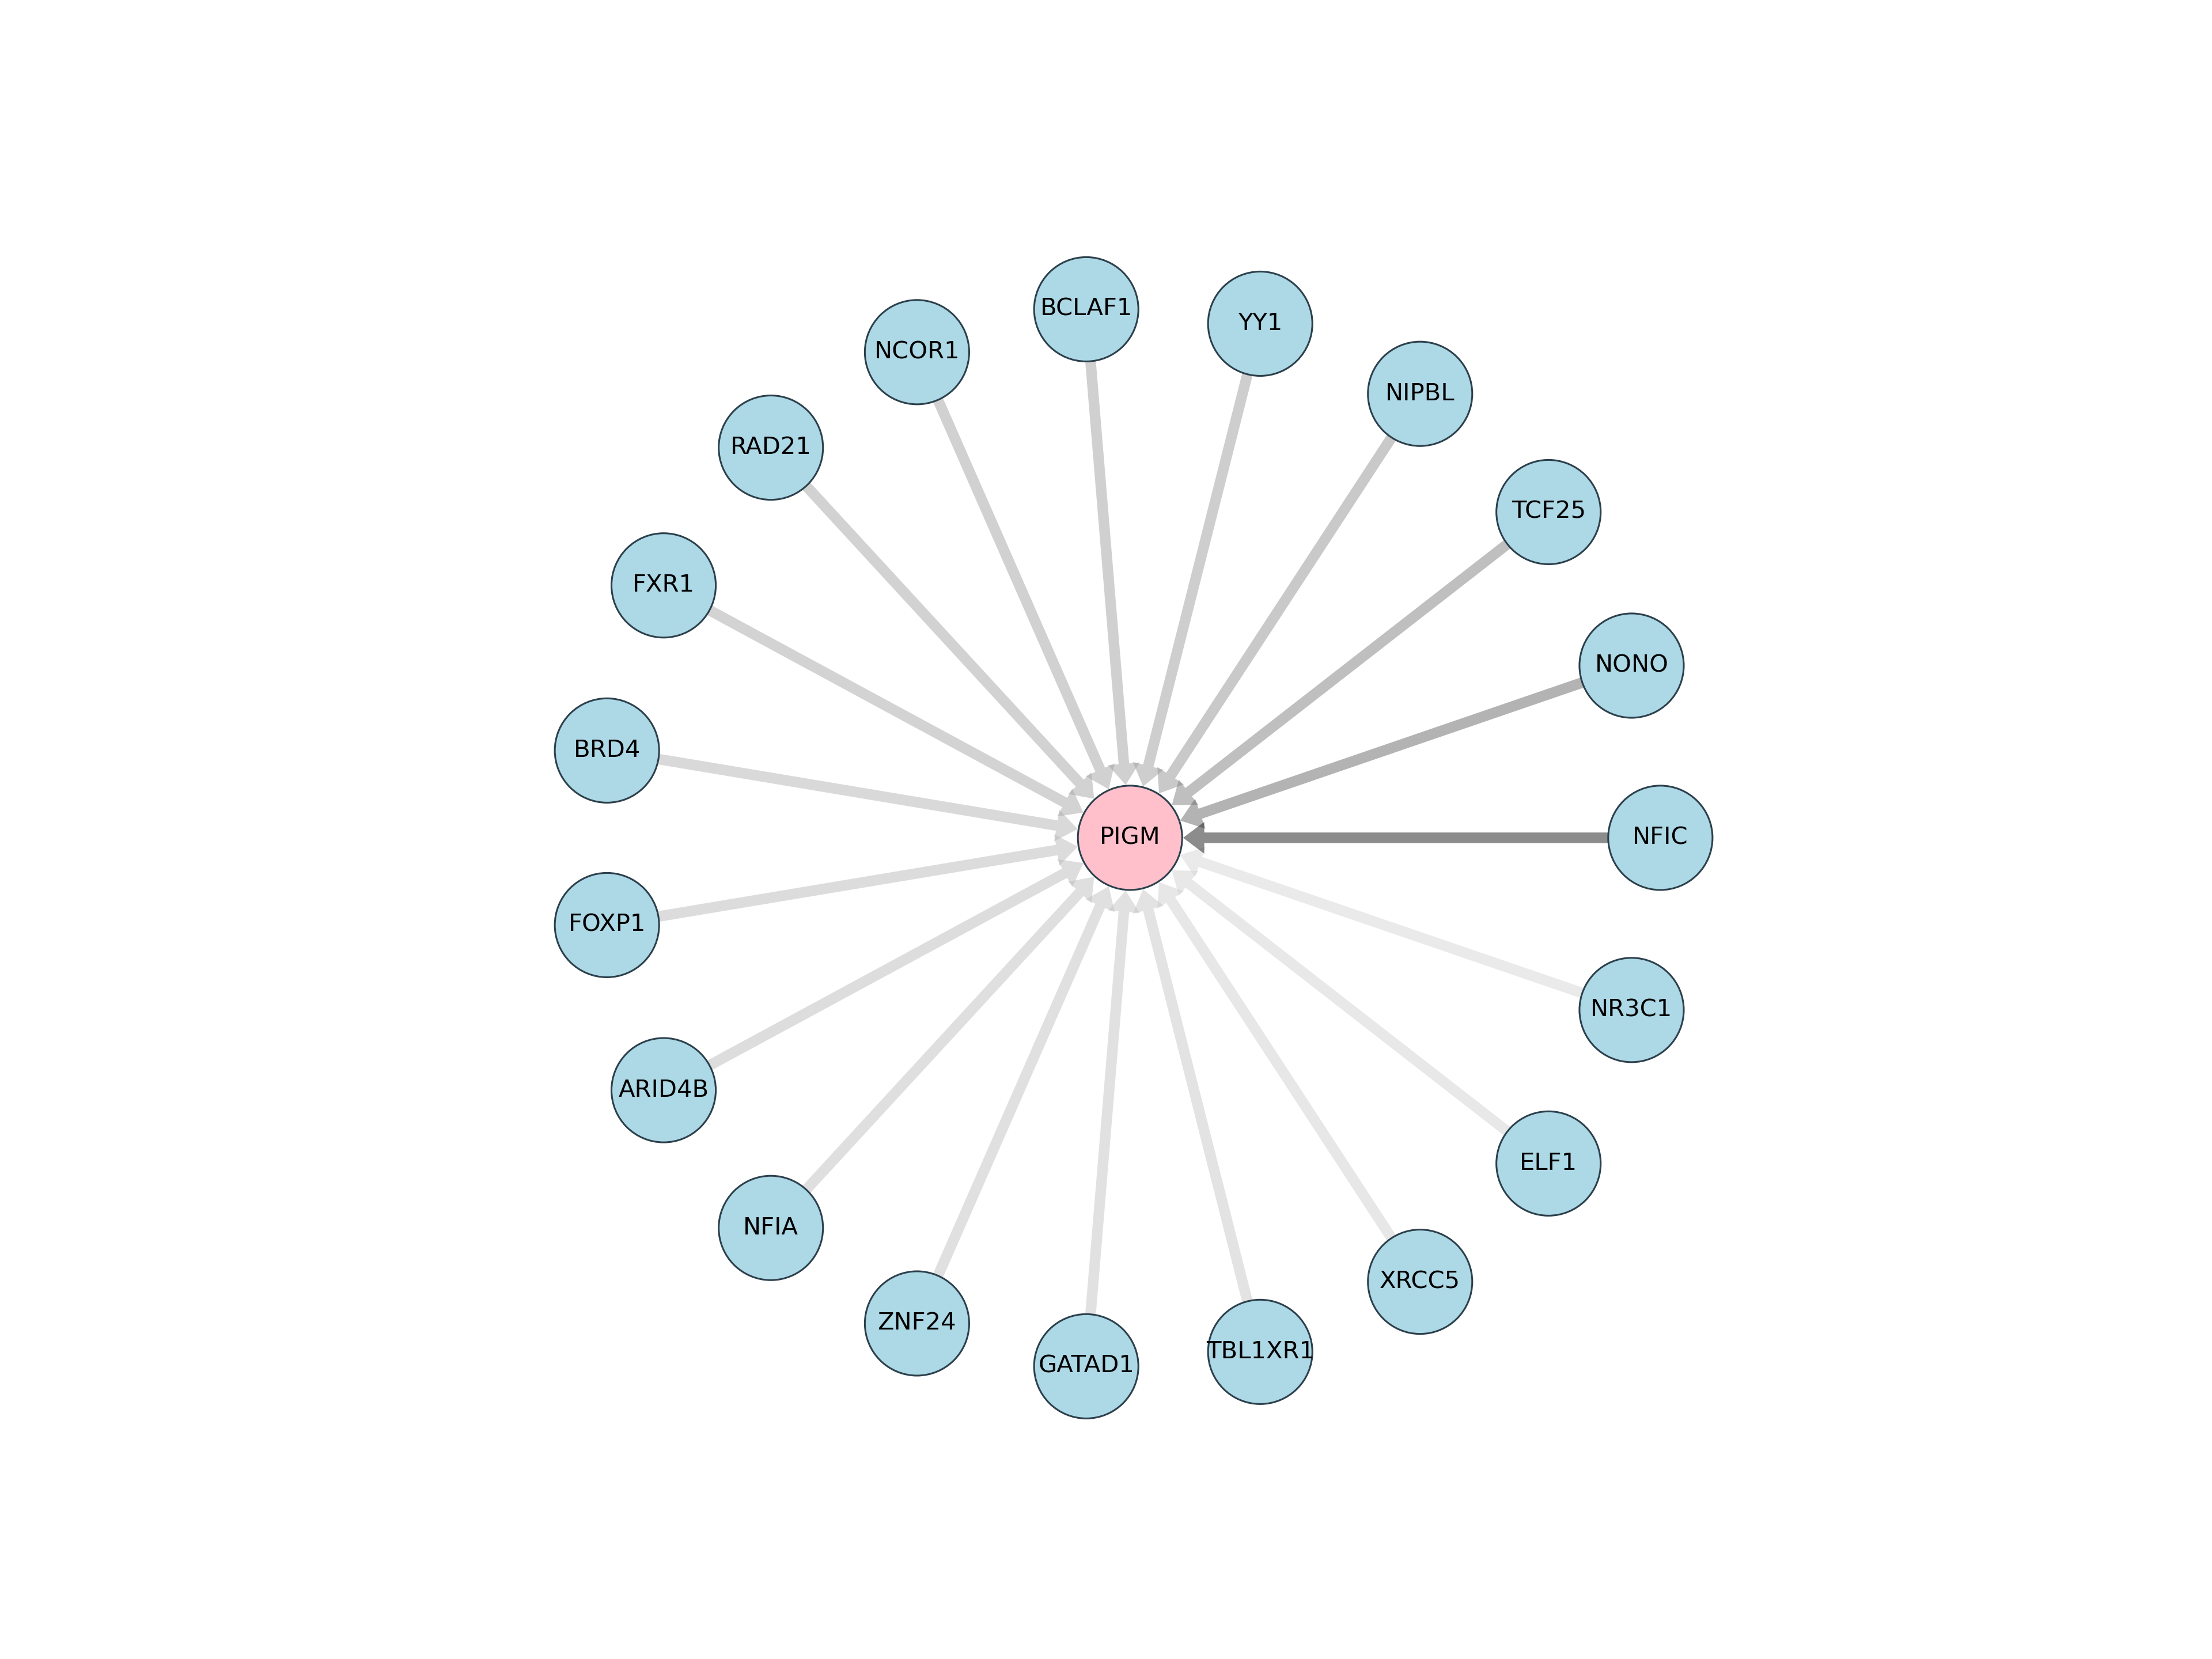 BCLAF1
YY1
NCOR1
NIPBL
RAD21
TCF25
FXR1
NONO
BRD4
PIGM
NFIC
FOXP1
NR3C1
ARID4B
ELF1
NFIA
XRCC5
ZNF24
TBL1XR1
GATAD1